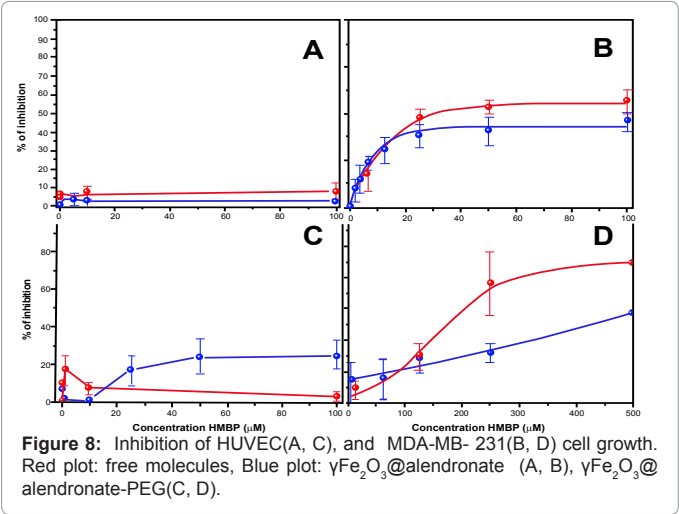 A
B
% of inhibition
100
90
80
70
60
50
40
30
20
10
0
0 20 40 60 80 100
0 20 40 60 80 100
C
D
% of inhibition
80
60
40
20
0
0 20 40 60 80 100
0 100 200 300 400 500
Concentration HMBP (µM)
Concentration HMBP (µM)
Figure 8: Inhibition of HUVEC(A, C), and MDA-MB- 231(B, D) cell growth.
Red plot: free molecules, Blue plot: γFe₂O₃@alendronate (A, B), γFe₂O₃@
alendronate-PEG(C, D).